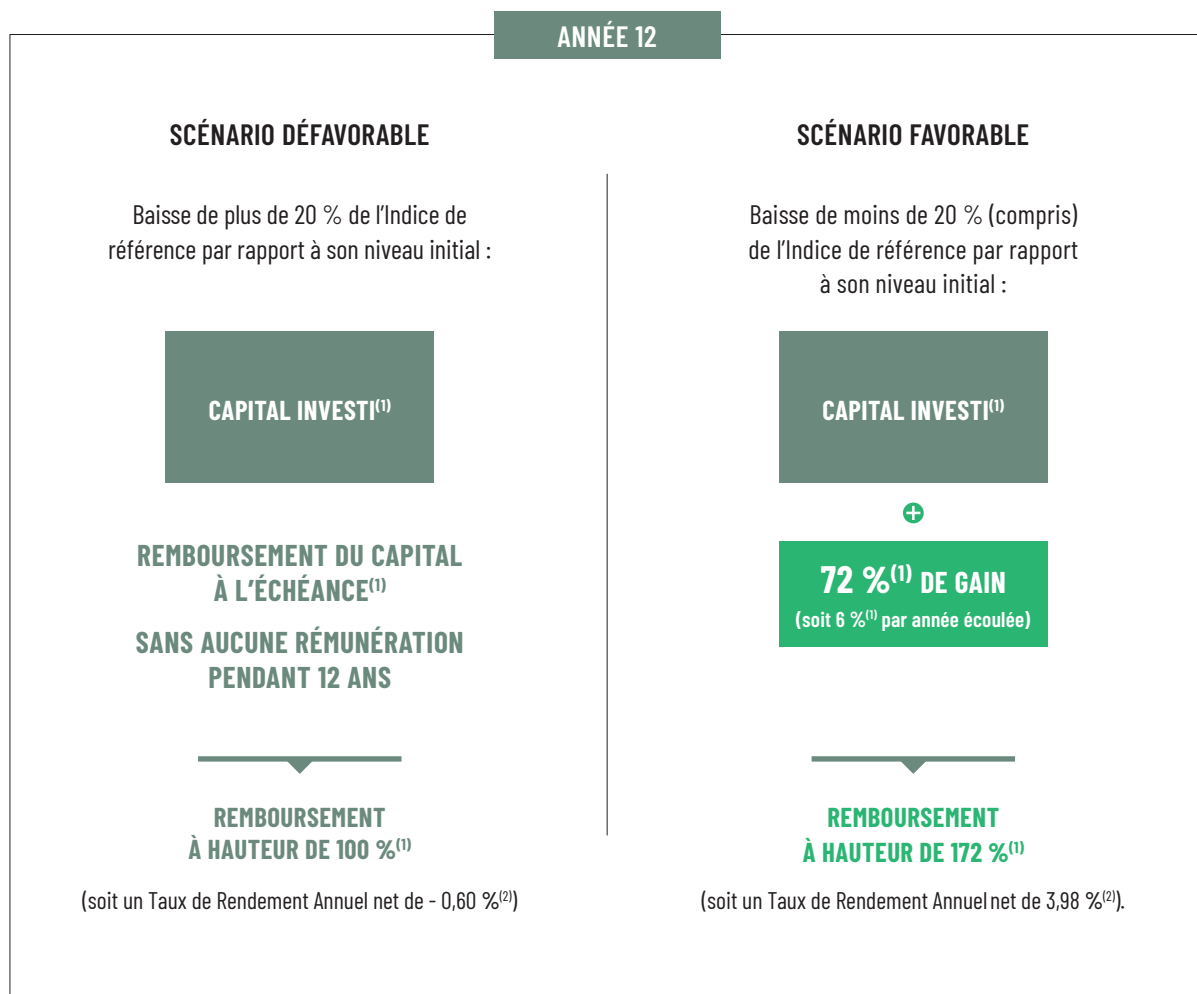 ANNÉE 12
SCÉNARIO DÉFAVORABLE
Baisse de plus de 20 % de l'Indice de
référence par rapport à son niveau initial :
CAPITAL INVESTI(1)
REMBOURSEMENT DU CAPITAL
À L'ÉCHÉANCE(1)
SANS AUCUNE RÉMUNÉRATION
PENDANT 12 ANS
REMBOURSEMENT
À HAUTEUR DE 100 %(1)
(soit un Taux de Rendement Annuel net de - 0,60 %(2))
SCÉNARIO FAVORABLE
Baisse de moins de 20 % (compris)
de l'Indice de référence par rapport
à son niveau initial :
CAPITAL INVESTI(1)
+
72 %(1) DE GAIN
(soit 6 %(1) par année écoulée)
REMBOURSEMENT
À HAUTEUR DE 172 %(1)
(soit un Taux de Rendement Annuel net de 3,98 %(2)).